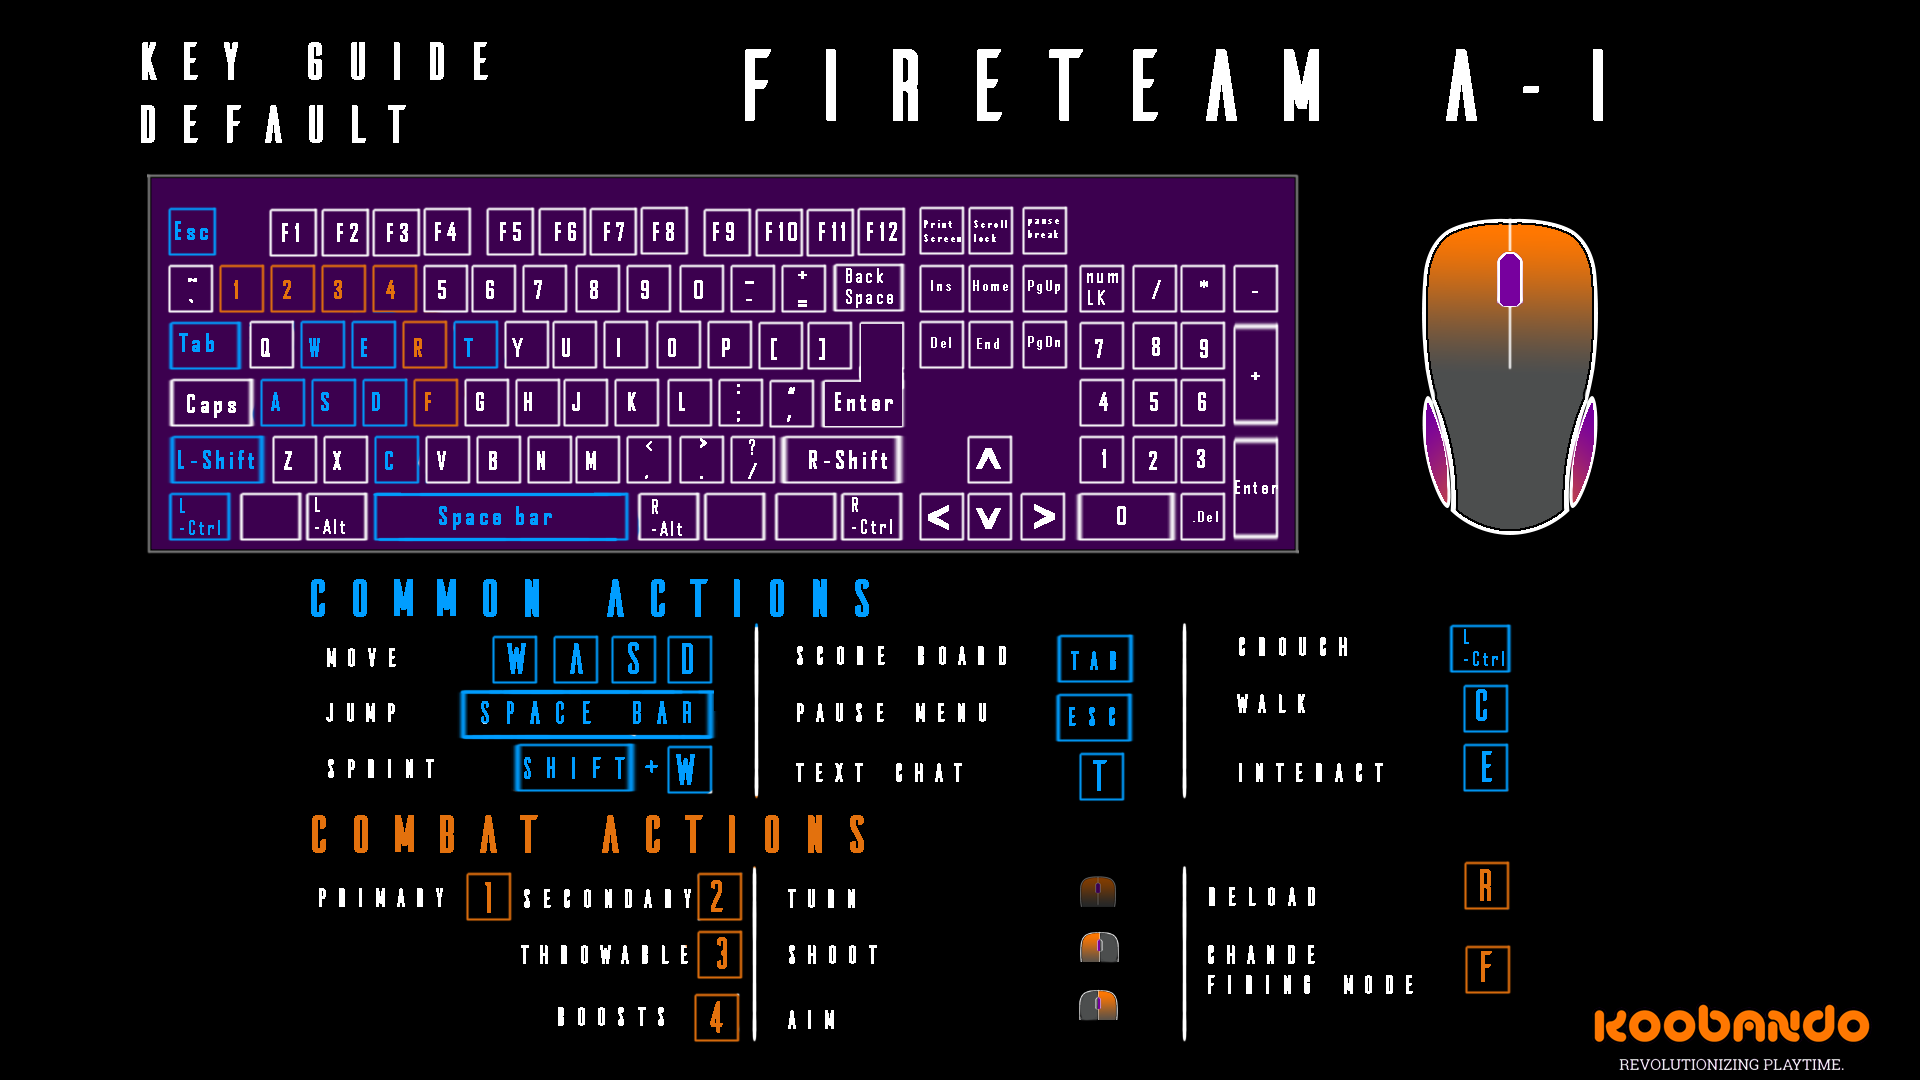 KEY GUIDE
DEFAULT
FIRETEAM A-I
Esc F1 F2 F3 F4 F5 F6 F7 F8 F9 F10 F11 F12 Print Screen Scroll lock pause break
~ ` 1 2 3 4 5 6 7 8 9 0 - - + = Back Space Ins Home PgUp num LK / * -
Tab Q W E R T Y U I O P [ ] Del End PgDn 7 8 9 +
Caps A S D F G H J K L : ; " , Enter 4 5 6
L-Shift Z X C V B N M < . > . ? / R-Shift ^ 1 2 3 Enter
L-Ctrl L-Alt Space bar R-Alt R-Ctrl < v > 0 .Del
COMMON ACTIONS
MOVE W A S D
JUMP SPACE BAR
SPRINT SHIFT + W
SCORE BOARD TAB
PAUSE MENU ESC
TEXT CHAT T
CROUCH L-Ctrl
WALK C
INTERACT E
COMBAT ACTIONS
PRIMARY 1 SECONDARY 2
THROWABLE 3
BOOSTS 4
TURN
SHOOT
AIM
RELOAD R
CHANDE
FIRING MODE F
KOOBANDO
REVOLUTIONIZING PLAYTIME.